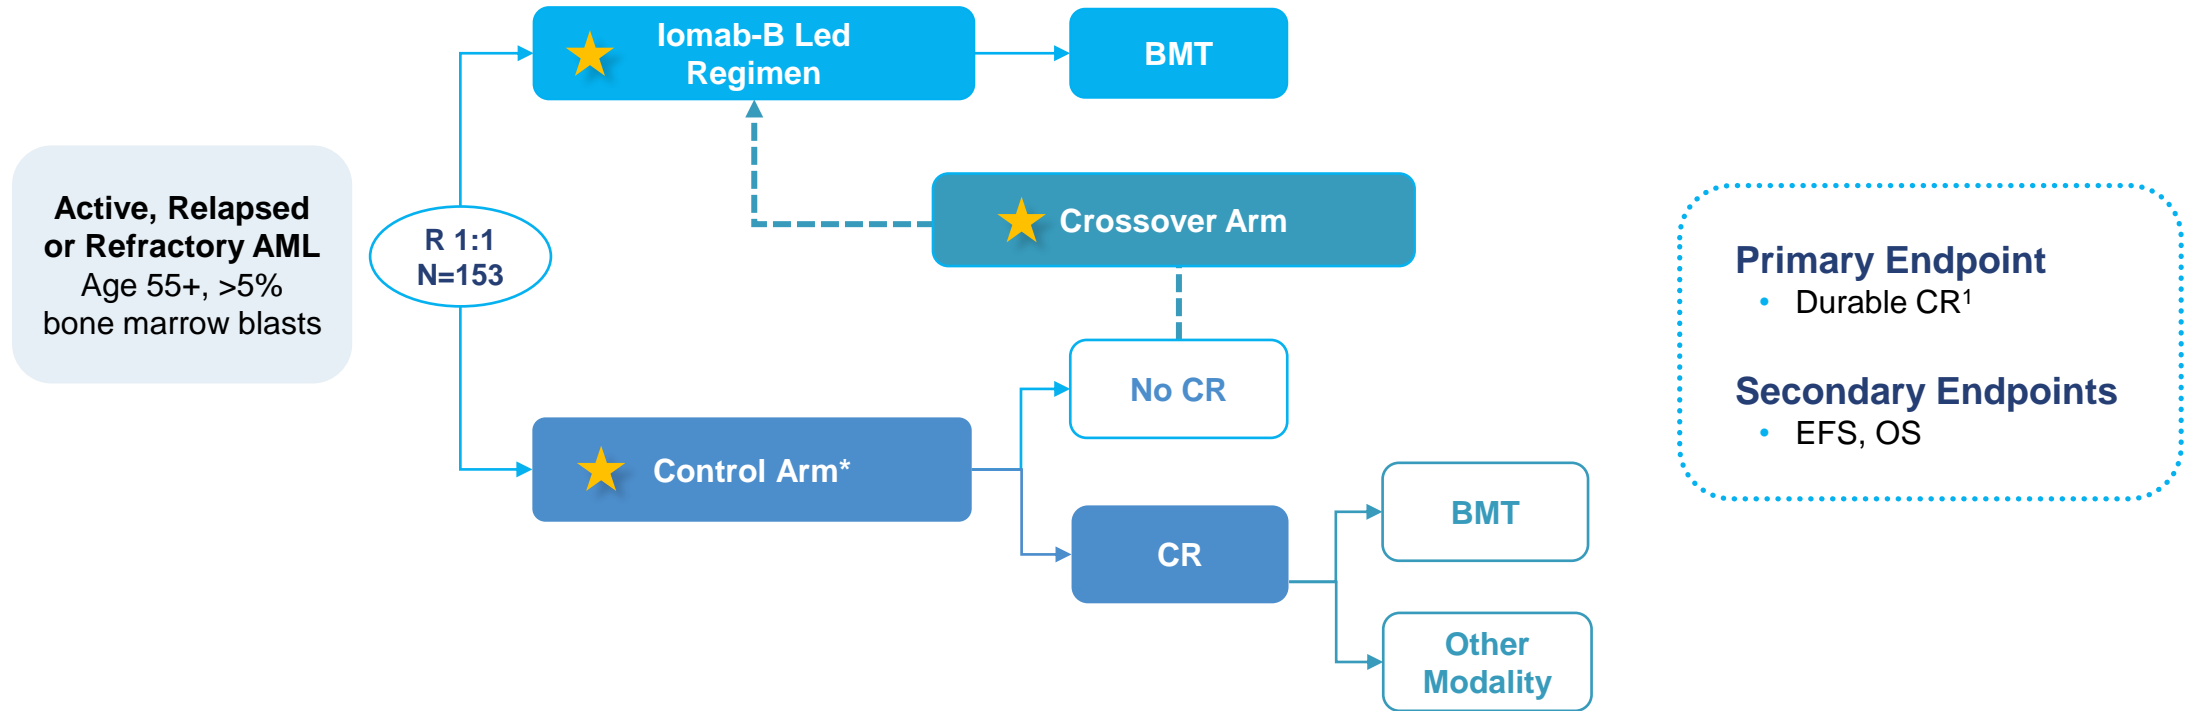 Iomab-B Led
Regimen
BMT
Active, Relapsed
or Refractory AML
Age 55+, >5%
bone marrow blasts
R 1:1
N=153
Crossover Arm
No CR
Control Arm*
CR
BMT
Other
Modality
Primary Endpoint
• Durable CR¹
Secondary Endpoints
• EFS, OS